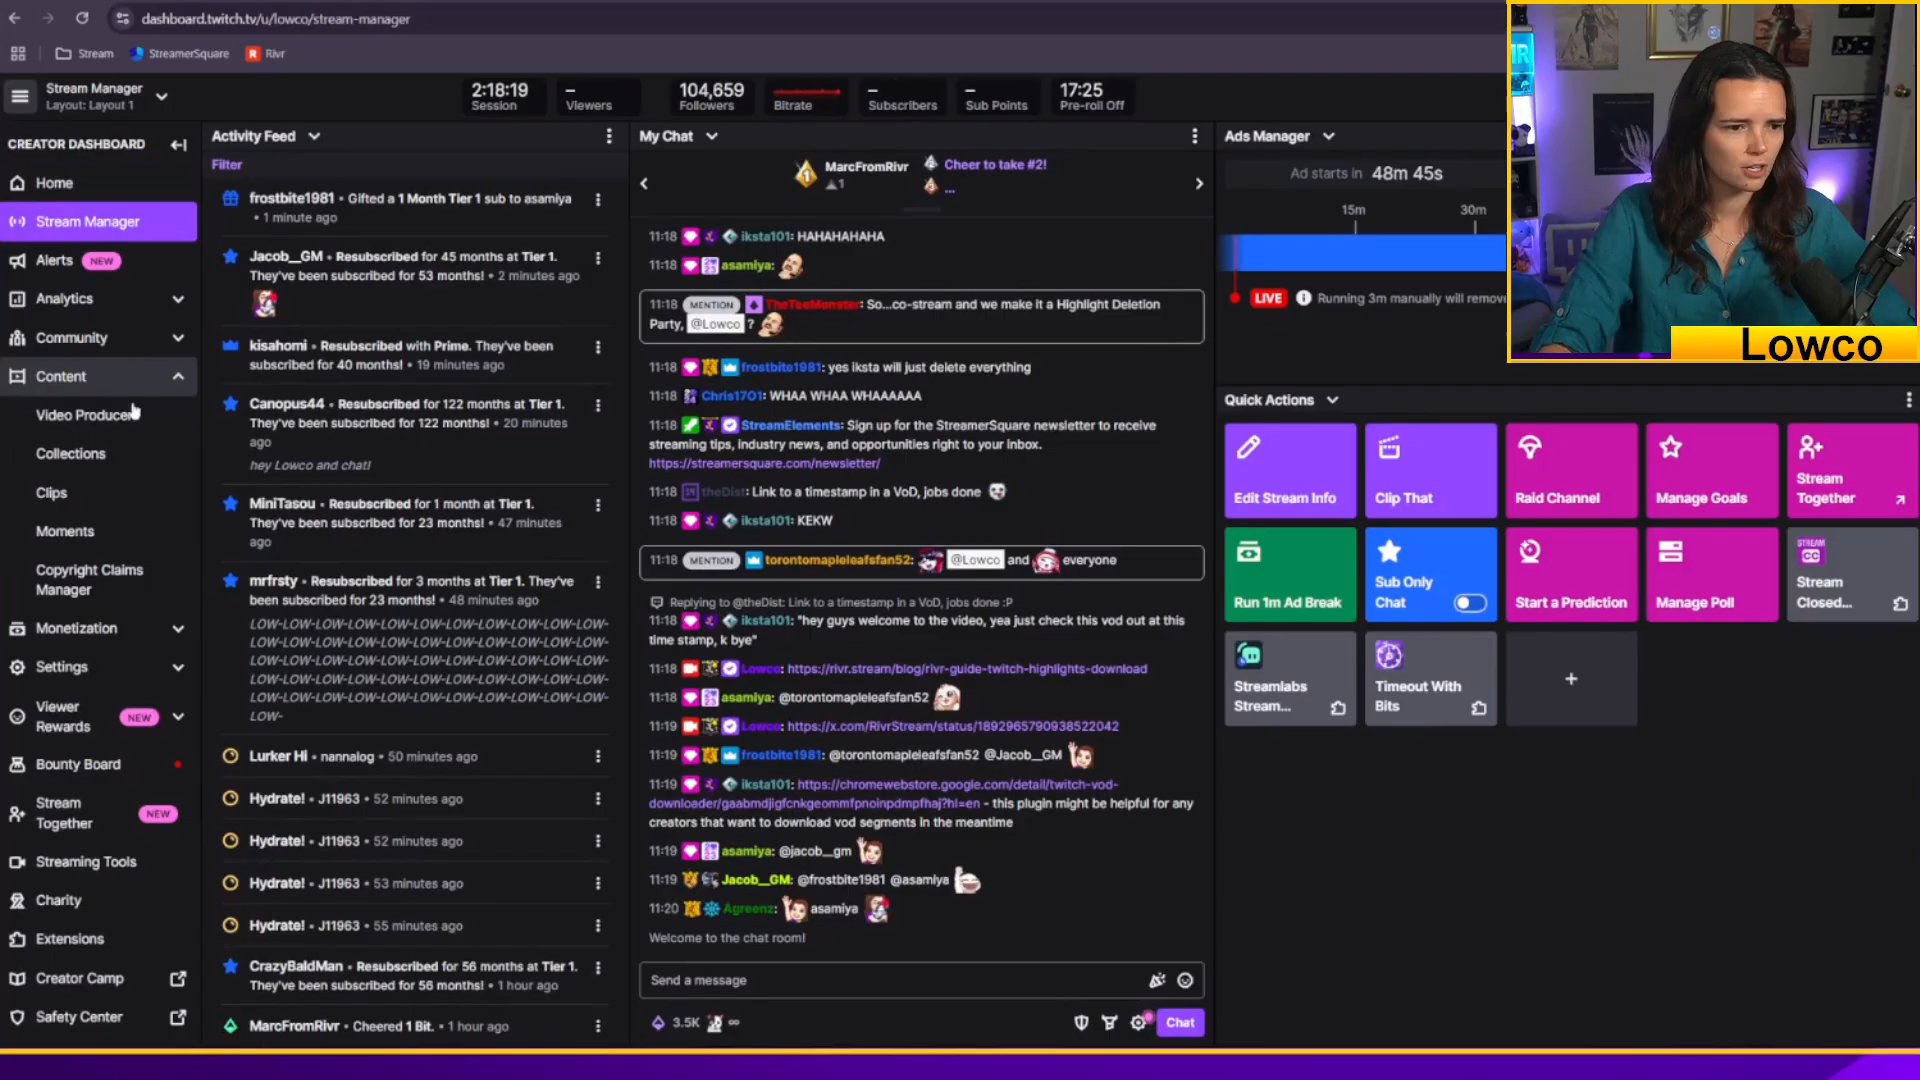 dashboard.twitch.tv/u/lowco/stream-manager
Stream
StreamerSquare
Rivr
Stream Manager
Layout: Layout 1
2:18:19
Session
–
Viewers
104,659
Followers
Bitrate
–
Subscribers
–
Sub Points
17:25
Pre-roll Off
CREATOR DASHBOARD
Home
Stream Manager
Alerts NEW
Analytics
Community
Content
Video Producer
Collections
Clips
Moments
Copyright Claims
Manager
Monetization
Settings
Viewer
Rewards NEW
Bounty Board
Stream
Together NEW
Streaming Tools
Charity
Extensions
Creator Camp
Safety Center
Activity Feed
Filter
frostbite1981 • Gifted a 1 Month Tier 1 sub to asamiya
• 1 minute ago
Jacob__GM • Resubscribed for 45 months at Tier 1.
They've been subscribed for 53 months! • 2 minutes ago
kisahomi • Resubscribed with Prime. They've been
subscribed for 40 months! • 19 minutes ago
Canopus44 • Resubscribed for 122 months at Tier 1.
They've been subscribed for 122 months! • 20 minutes
ago
hey Lowco and chat!
MiniTasou • Resubscribed for 1 month at Tier 1.
They've been subscribed for 23 months! • 47 minutes
ago
mrfrsty • Resubscribed for 3 months at Tier 1. They've
been subscribed for 23 months! • 48 minutes ago
LOW-LOW-LOW-LOW-LOW-LOW-LOW-LOW-LOW-LOW-
LOW-LOW-LOW-LOW-LOW-LOW-LOW-LOW-LOW-LOW-
LOW-LOW-LOW-LOW-LOW-LOW-LOW-LOW-LOW-LOW-
LOW-LOW-LOW-LOW-LOW-LOW-LOW-LOW-LOW-LOW-
LOW-LOW-LOW-LOW-LOW-LOW-LOW-LOW-LOW-LOW-
LOW-
Lurker Hi • nannalog • 50 minutes ago
Hydrate! • J11963 • 52 minutes ago
Hydrate! • J11963 • 52 minutes ago
Hydrate! • J11963 • 53 minutes ago
Hydrate! • J11963 • 55 minutes ago
CrazyBaldMan • Resubscribed for 56 months at Tier 1.
They've been subscribed for 56 months! • 1 hour ago
MarcFromRivr • Cheered 1 Bit. • 1 hour ago
My Chat
1 MarcFromRivr
1
Cheer to take #2!
...
11:18 iksta101: HAHAHAHAHA
11:18 asamiya:
11:18 MENTION TheTeeMonster: So...co-stream and we make it a Highlight Deletion
Party, @Lowco ?
11:18 frostbite1981: yes iksta will just delete everything
11:18 Chris1701: WHAA WHAA WHAAAAAA
11:18 StreamElements: Sign up for the StreamerSquare newsletter to receive
streaming tips, industry news, and opportunities right to your inbox.
https://streamersquare.com/newsletter/
11:18 theDist: Link to a timestamp in a VoD, jobs done
11:18 iksta101: KEKW
11:18 MENTION torontomapleleafsfan52: @Lowco and everyone
Replying to @theDist: Link to a timestamp in a VoD, jobs done :P
11:18 iksta101: "hey guys welcome to the video, yea just check this vod out at this
time stamp, k bye"
11:18 Lowco: https://rivr.stream/blog/rivr-guide-twitch-highlights-download
11:18 asamiya: @torontomapleleafsfan52
11:19 Lowco: https://x.com/RivrStream/status/1892965790938522042
11:19 frostbite1981: @torontomapleleafsfan52 @Jacob__GM
11:19 iksta101: https://chromewebstore.google.com/detail/twitch-vod-
downloader/gaabmdjigfcnkgeommfpnoinpdmpfhaj?hl=en - this plugin might be helpful for any
creators that want to download vod segments in the meantime
11:19 asamiya: @jacob__gm
11:19 Jacob__GM: @frostbite1981 @asamiya
11:20 Agreenz: asamiya
Welcome to the chat room!
Send a message
3.5K ∞
Chat
Ads Manager
Ad starts in 48m 45s
15m
30m
LIVE Running 3m manually will remove
Quick Actions
Edit Stream Info
Clip That
Raid Channel
Manage Goals
Stream
Together
Run 1m Ad Break
Sub Only
Chat
Start a Prediction
Manage Poll
STREAM
CC
Stream
Closed...
Streamlabs
Stream...
Timeout With
Bits
+
Lowco